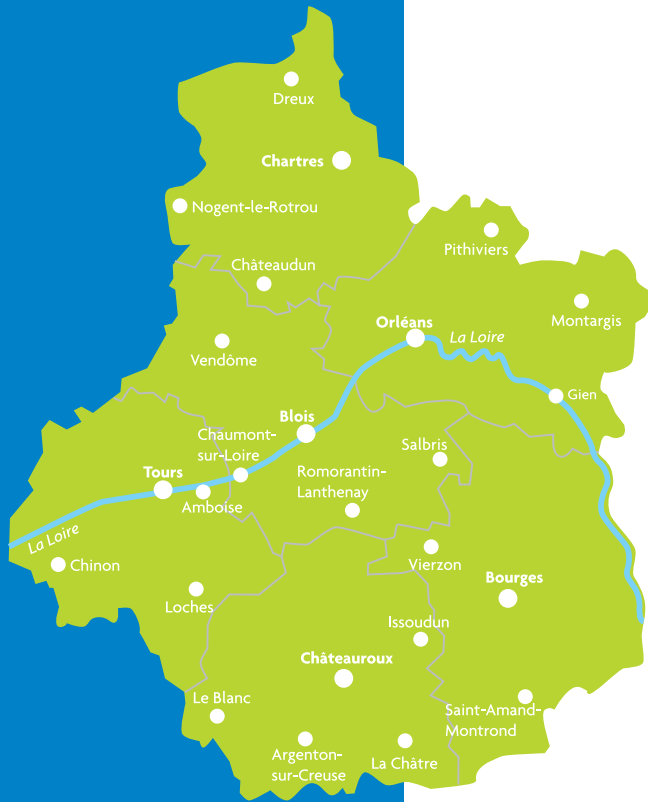 Dreux
Chartres
Nogent-le-Rotrou
Pithiviers
Châteaudun
Montargis
Orléans
La Loire
Vendôme
Gien
Blois
Chaumont-
sur-Loire
Salbris
Tours
Romorantin-
Lanthenay
Amboise
La Loire
Chinon
Vierzon
Bourges
Loches
Issoudun
Châteauroux
Le Blanc
Saint-Amand-
Montrond
Argenton-
sur-Creuse
La Châtre